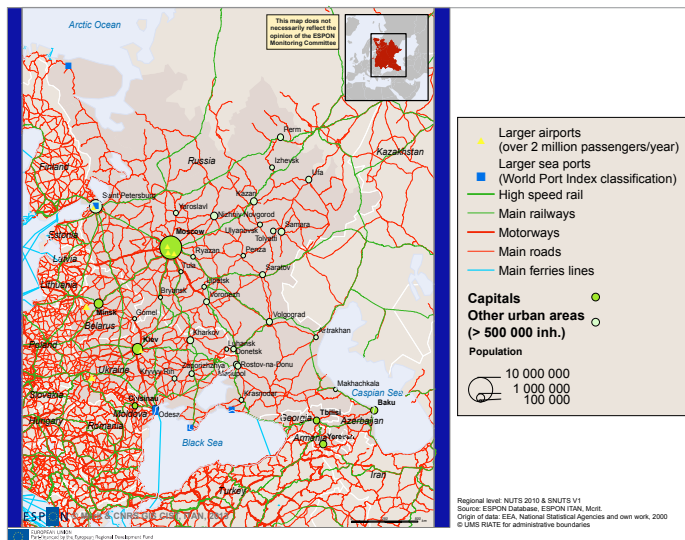 Arctic Ocean
This map does not
necessarily reflect the
opinion of the ESPON
Monitoring Committee
Perm
Kazakhstan
Izhevsk
Russia
Finland
Ufa
Saint Petersburg
Kazan
Yaroslavl
Nizhniy Novgorod
Estonia
Ulyanovsk
Samara
Moscow
Tolyatti
Latvia
Ryazan
Penza
Tula
Saratov
Lithuania
Lipetsk
Bryansk
Voronezh
Minsk
Gomel
Volgograd
Belarus
Kharkov
Astrakhan
Poland
Kiev
Luhansk
Donetsk
Ukraine
Zaporizhzhya
Rostov-na-Donu
Kryvyi Rih
Mariupol
Slovakia
Makhachkala
Krasnodar
Caspian Sea
Moldova
Odesa
Baku
Tbilisi
Georgia
Azerbaijan
Hungary
Romania
Armenia
Black Sea
Iran
Turkey
ESPON
EUROPEAN UNION
Part-financed by the European Regional Development Fund
Larger airports
(over 2 million passengers/year)
Larger sea ports
(World Port Index classification)
High speed rail
Main railways
Motorways
Main roads
Main ferries lines
Capitals
Other urban areas
(> 500 000 inh.)
Population
10 000 000
1 000 000
100 000
Regional level: NUTS 2010 & SNUTS V1
Source: ESPON Database, ESPON ITAN, Mcrit.
Origin of data: EEA, National Statistical Agencies and own work, 2000
© UMS RIATE for administrative boundaries